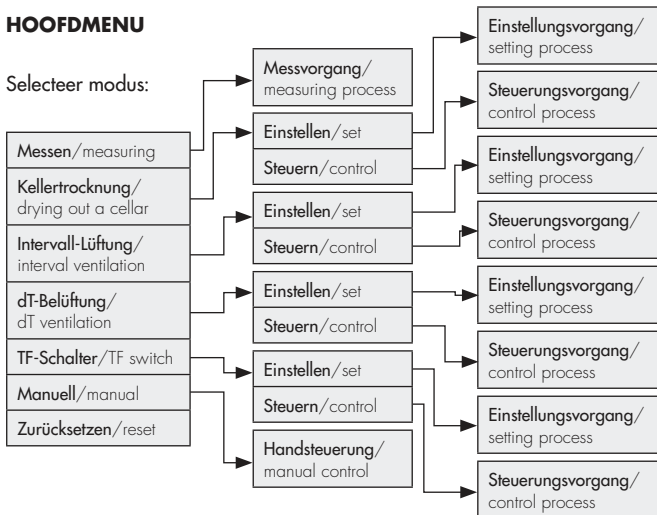 HOOFDMENU
Selecteer modus:
Messen/measuring
Kellertrocknung/
drying out a cellar
Intervall-Lüftung/
interval ventilation
dT-Belüftung/
dT ventilation
TF-Schalter/TF switch
Manuell/manual
Zurücksetzen/reset
Messvorgang/
measuring process
Einstellen/set
Steuern/control
Einstellen/set
Steuern/control
Einstellen/set
Steuern/control
Einstellen/set
Steuern/control
Handsteuerung/
manual control
Einstellungsvorgang/
setting process
Steuerungsvorgang/
control process
Einstellungsvorgang/
setting process
Steuerungsvorgang/
control process
Einstellungsvorgang/
setting process
Steuerungsvorgang/
control process
Einstellungsvorgang/
setting process
Steuerungsvorgang/
control process